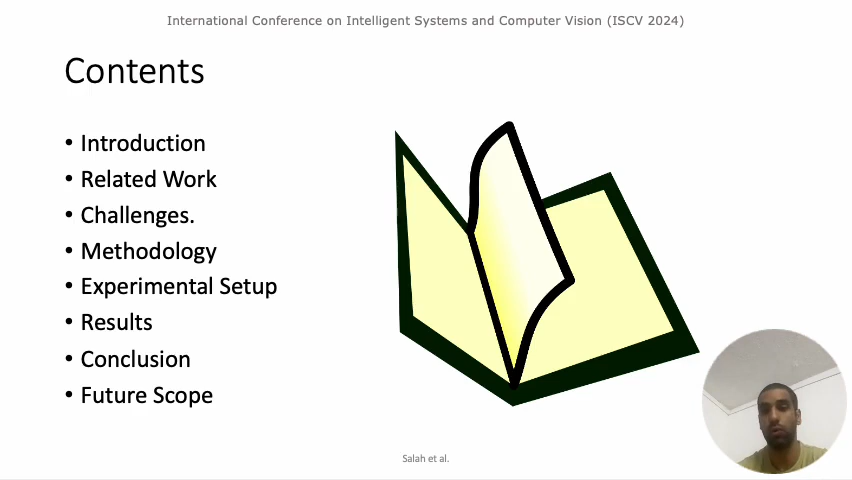 International Conference on Intelligent Systems and Computer Vision (ISCV 2024)
Contents
• Introduction
• Related Work
• Challenges.
• Methodology
• Experimental Setup
• Results
• Conclusion
• Future Scope
Salah et al.